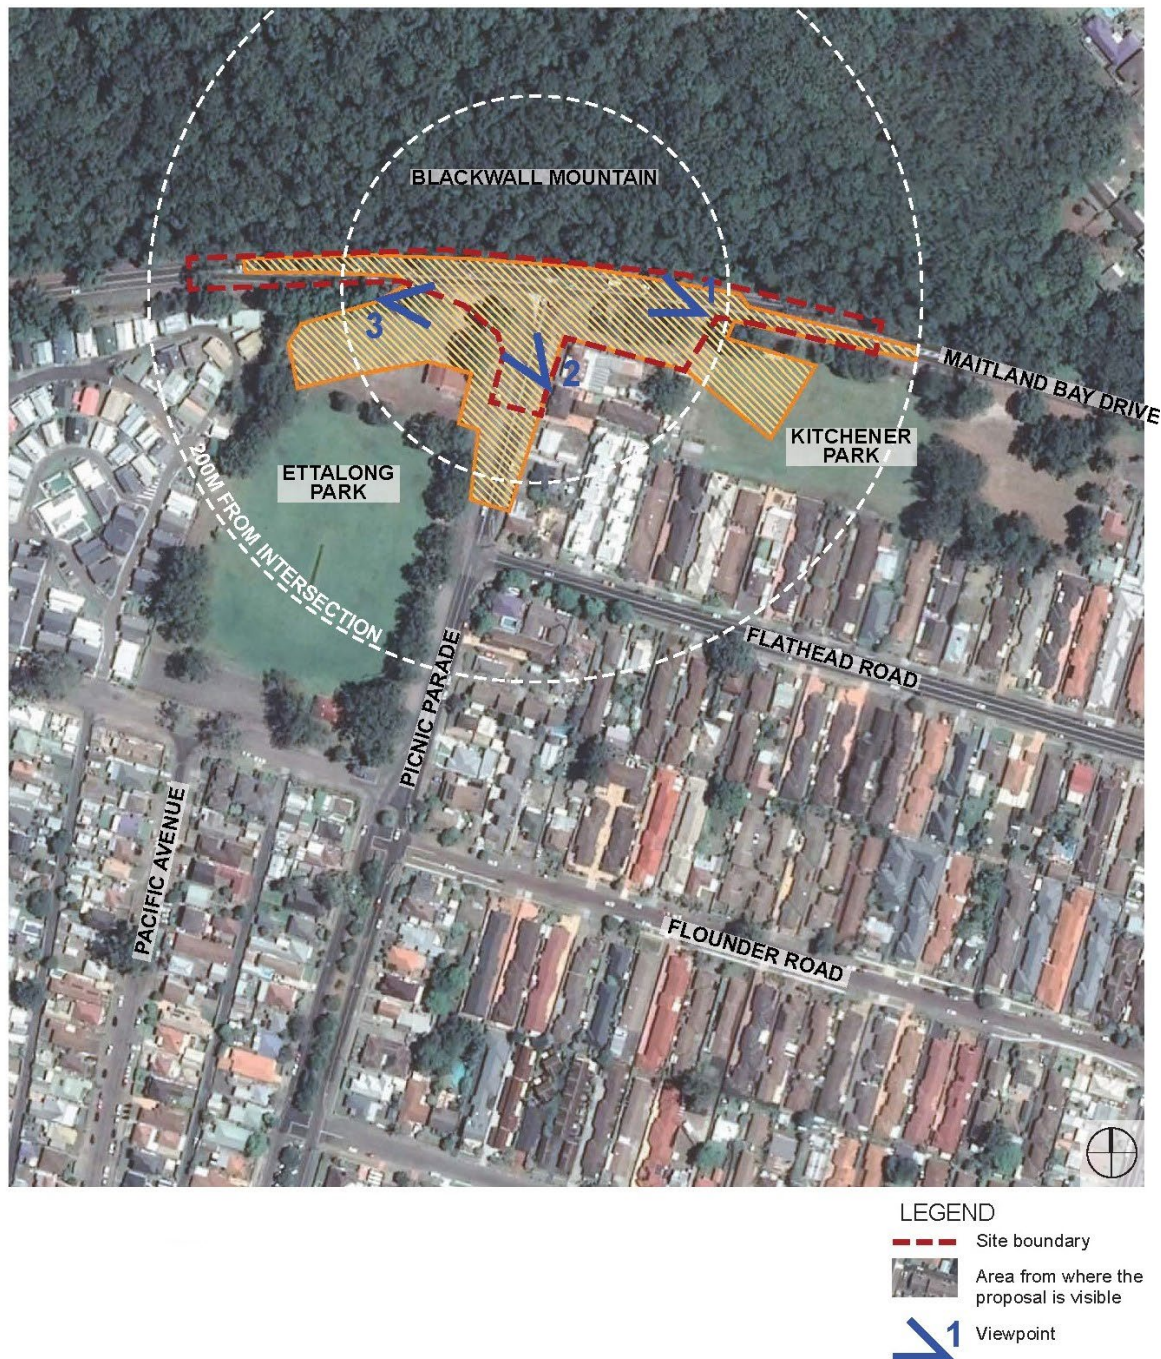 BLACKWALL MOUNTAIN
1
3
2
MAITLAND BAY DRIVE
KITCHENER
PARK
ETTALONG
PARK
200M FROM INTERSECTION
FLATHEAD ROAD
PICNIC PARADE
PACIFIC AVENUE
FLOUNDER ROAD
LEGEND
Site boundary
Area from where the
proposal is visible
1 Viewpoint